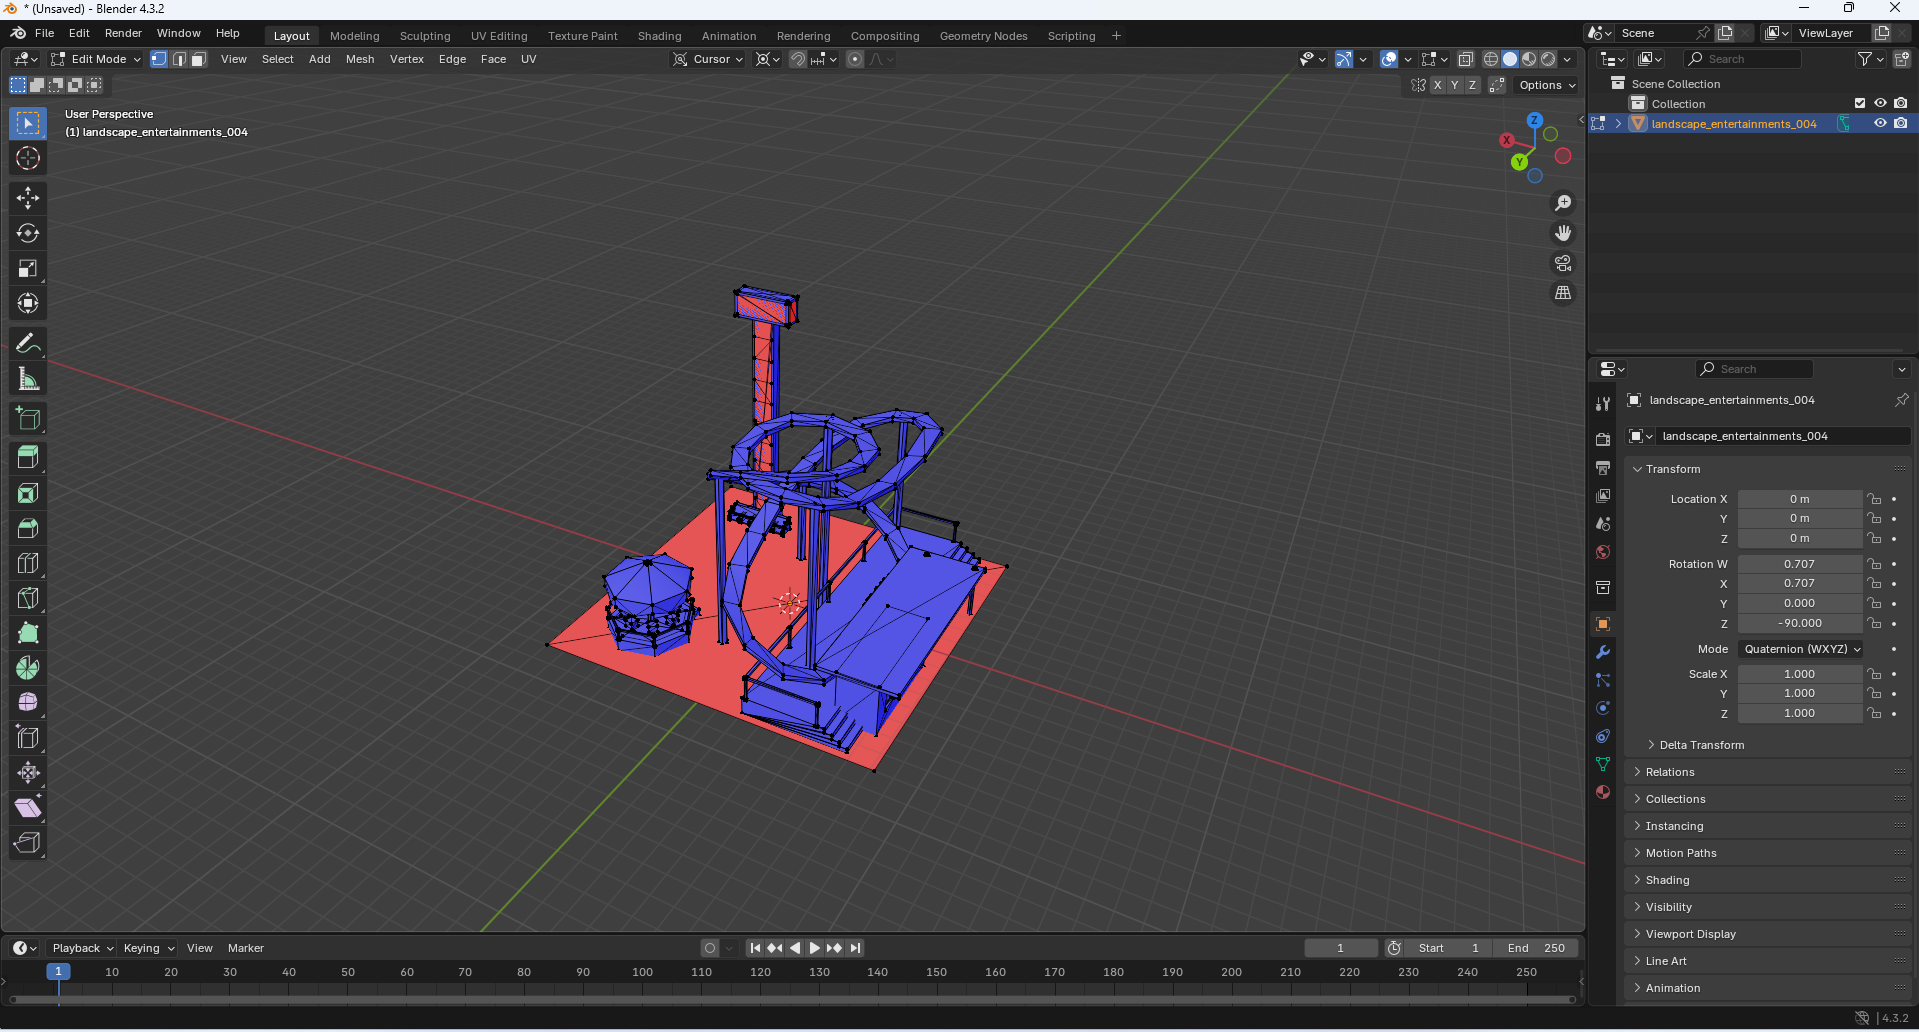 * (Unsaved) - Blender 4.3.2
File Edit Render Window Help Layout Modeling Sculpting UV Editing Texture Paint Shading Animation Rendering Compositing Geometry Nodes Scripting + Scene ViewLayer
Edit Mode View Select Add Mesh Vertex Edge Face UV Cursor Search
X Y Z Options
User Perspective
(1) landscape_entertainments_004
Z
X
Y
Scene Collection
Collection
landscape_entertainments_004
Search
landscape_entertainments_004
landscape_entertainments_004
Transform
Location X 0 m
Y 0 m
Z 0 m
Rotation W 0.707
X 0.707
Y 0.000
Z -90.000
Mode Quaternion (WXYZ)
Scale X 1.000
Y 1.000
Z 1.000
Delta Transform
Relations
Collections
Instancing
Motion Paths
Shading
Visibility
Viewport Display
Line Art
Animation
Playback Keying View Marker 1 Start 1 End 250
1 10 20 30 40 50 60 70 80 90 100 110 120 130 140 150 160 170 180 190 200 210 220 230 240 250
4.3.2